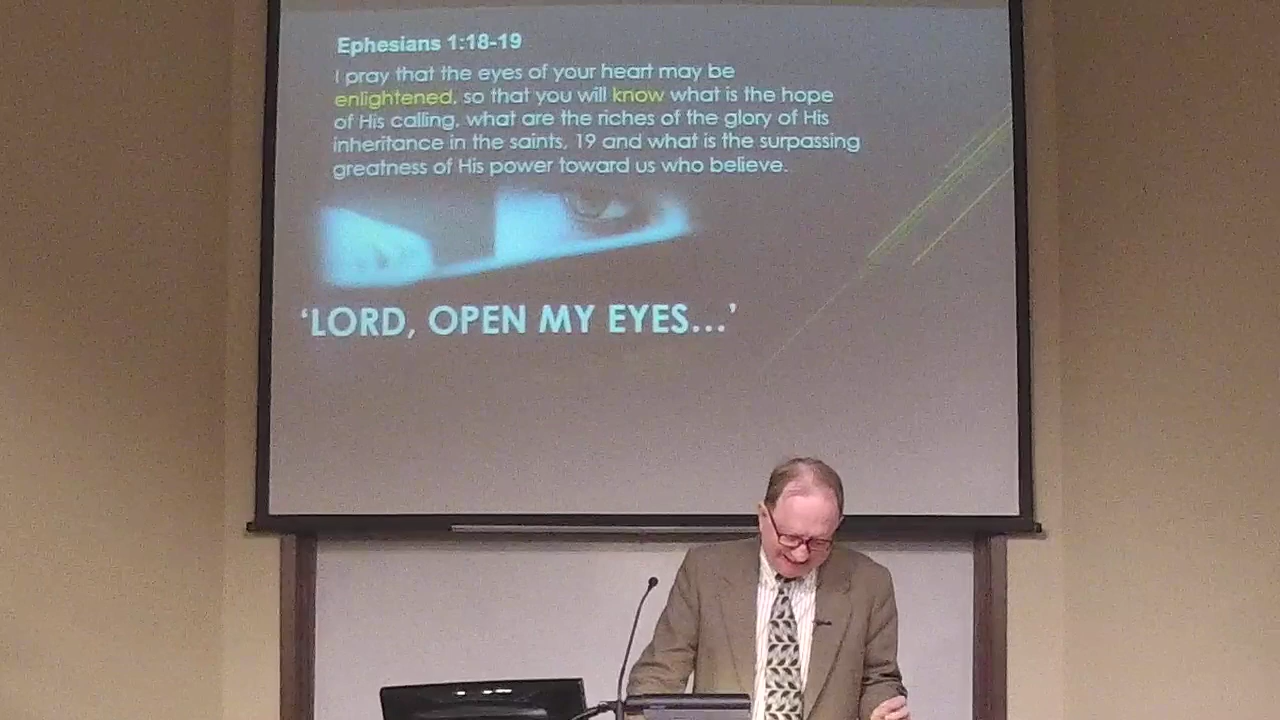 Ephesians 1:18-19
I pray that the eyes of your heart may be
enlightened, so that you will know what is the hope
of His calling, what are the riches of the glory of His
inheritance in the saints, 19 and what is the surpassing
greatness of His power toward us who believe.
‘LORD, OPEN MY EYES...’